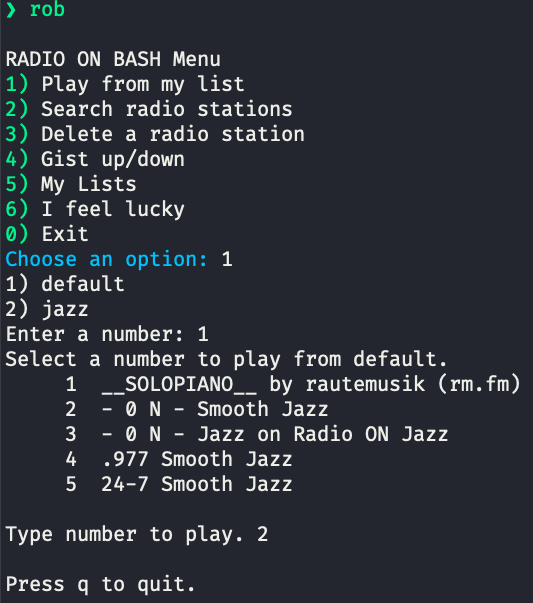 ❯ rob
RADIO ON BASH Menu
1) Play from my list
2) Search radio stations
3) Delete a radio station
4) Gist up/down
5) My Lists
6) I feel lucky
0) Exit
Choose an option: 1
1) default
2) jazz
Enter a number: 1
Select a number to play from default.
1 __SOLOPIANO__ by rautemusik (rm.fm)
2 - 0 N - Smooth Jazz
3 - 0 N - Jazz on Radio ON Jazz
4 .977 Smooth Jazz
5 24-7 Smooth Jazz
Type number to play. 2
Press q to quit.